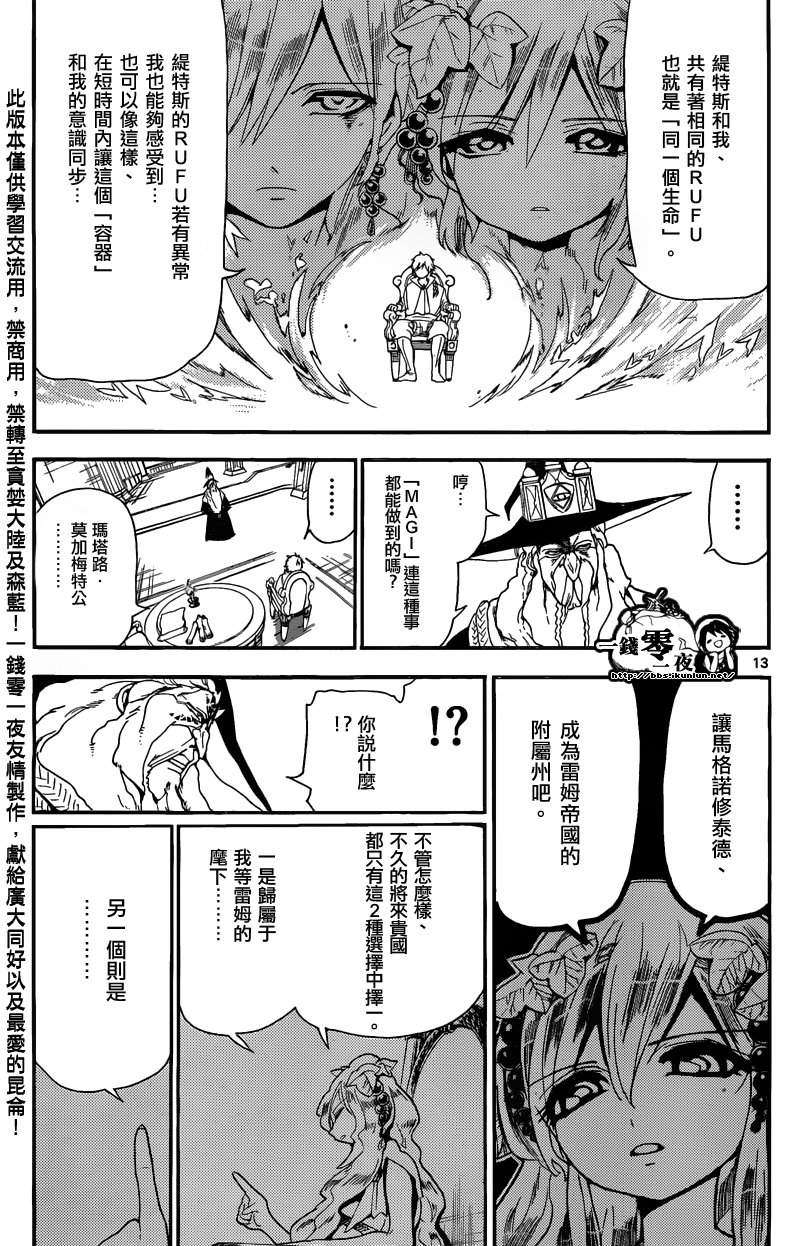 緹特斯和我、
共有著相同的RUFU
也就是「同一個生命」。
緹特斯的RUFU若有異常
我也能夠感受到…
也可以像這樣、
在短時間內讓這個「容器」
和我的意識同步…
……
哼…
「MAGI」連這種事
都能做到的嗎?
……
瑪塔路．
莫加梅特公
…………
一錢零一夜
http://bbs.ikunlun.net/
13
讓馬格諾修泰德、
成為雷姆帝國的
附屬州吧。
!?
你説什麼
!?
不管怎麼樣、
不久的將來貴國
都只有這2種選擇中擇一。
一是歸屬于
我等雷姆的
麾下……
另一個則是
…………
此版本僅供學習交流用，禁商用，禁轉至貪婪大陸及森藍！一錢零一夜友情製作，獻給廣大同好以及最愛的昆侖！